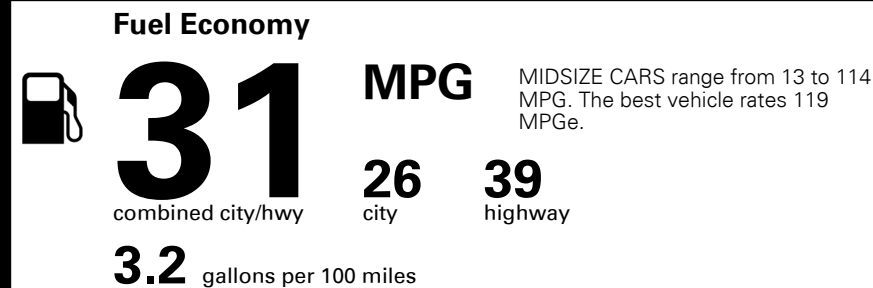 Fuel Economy
31
MPG
MIDSIZE CARS range from 13 to 114
MPG. The best vehicle rates 119
MPGe.
26 39
combined city/hwy city highway
3.2 gallons per 100 miles